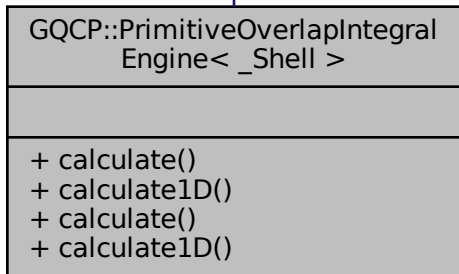 GQCP::PrimitiveOverlapIntegral
Engine< _Shell >
+ calculate()
+ calculate1D()
+ calculate()
+ calculate1D()